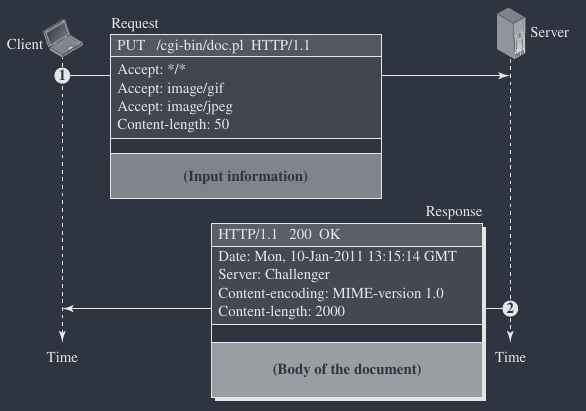 Request
Client
Server
PUT /cgi-bin/doc.pl HTTP/1.1
1
Accept: */*
Accept: image/gif
Accept: image/jpeg
Content-length: 50
(Input information)
Response
HTTP/1.1 200 OK
Date: Mon, 10-Jan-2011 13:15:14 GMT
Server: Challenger
Content-encoding: MIME-version 1.0
Content-length: 2000
2
Time
Time
(Body of the document)